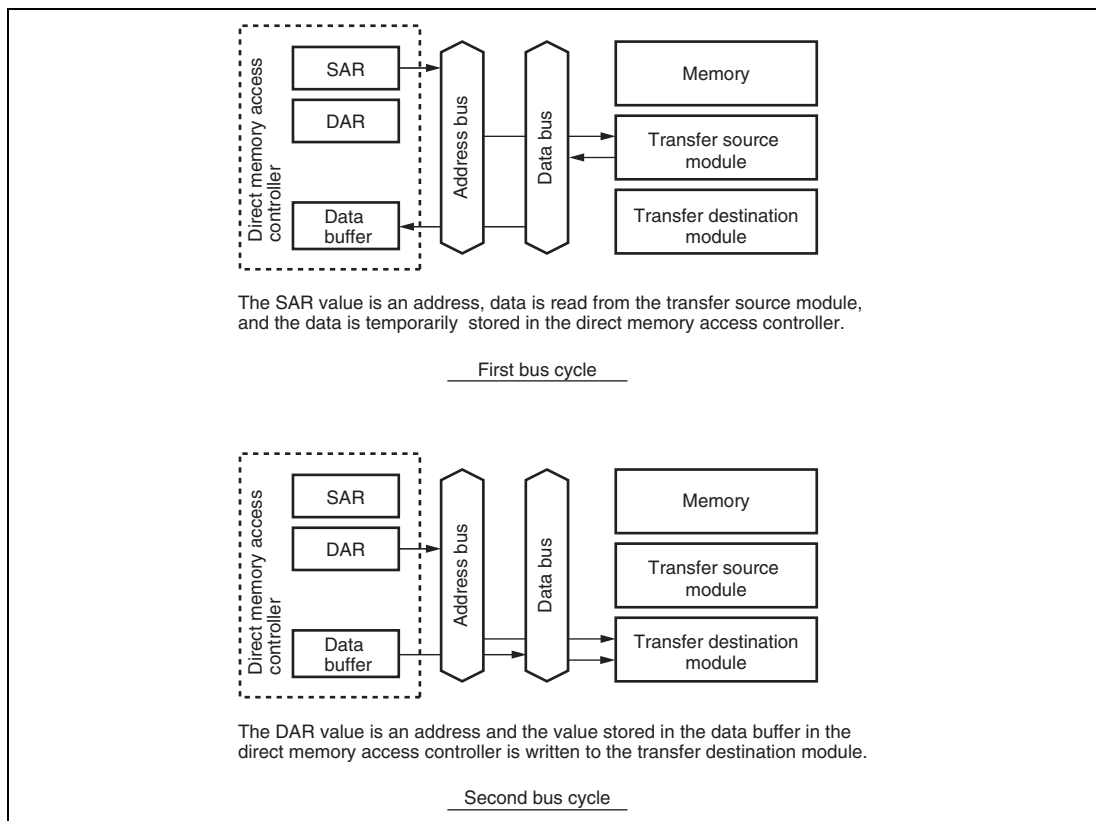 Direct memory access
controller
SAR
DAR
Data
buffer
Address bus
Data bus
Memory
Transfer source
module
Transfer destination
module
The SAR value is an address, data is read from the transfer source module,
and the data is temporarily stored in the direct memory access controller.
First bus cycle
Direct memory access
controller
SAR
DAR
Data
buffer
Address bus
Data bus
Memory
Transfer source
module
Transfer destination
module
The DAR value is an address and the value stored in the data buffer in the
direct memory access controller is written to the transfer destination module.
Second bus cycle